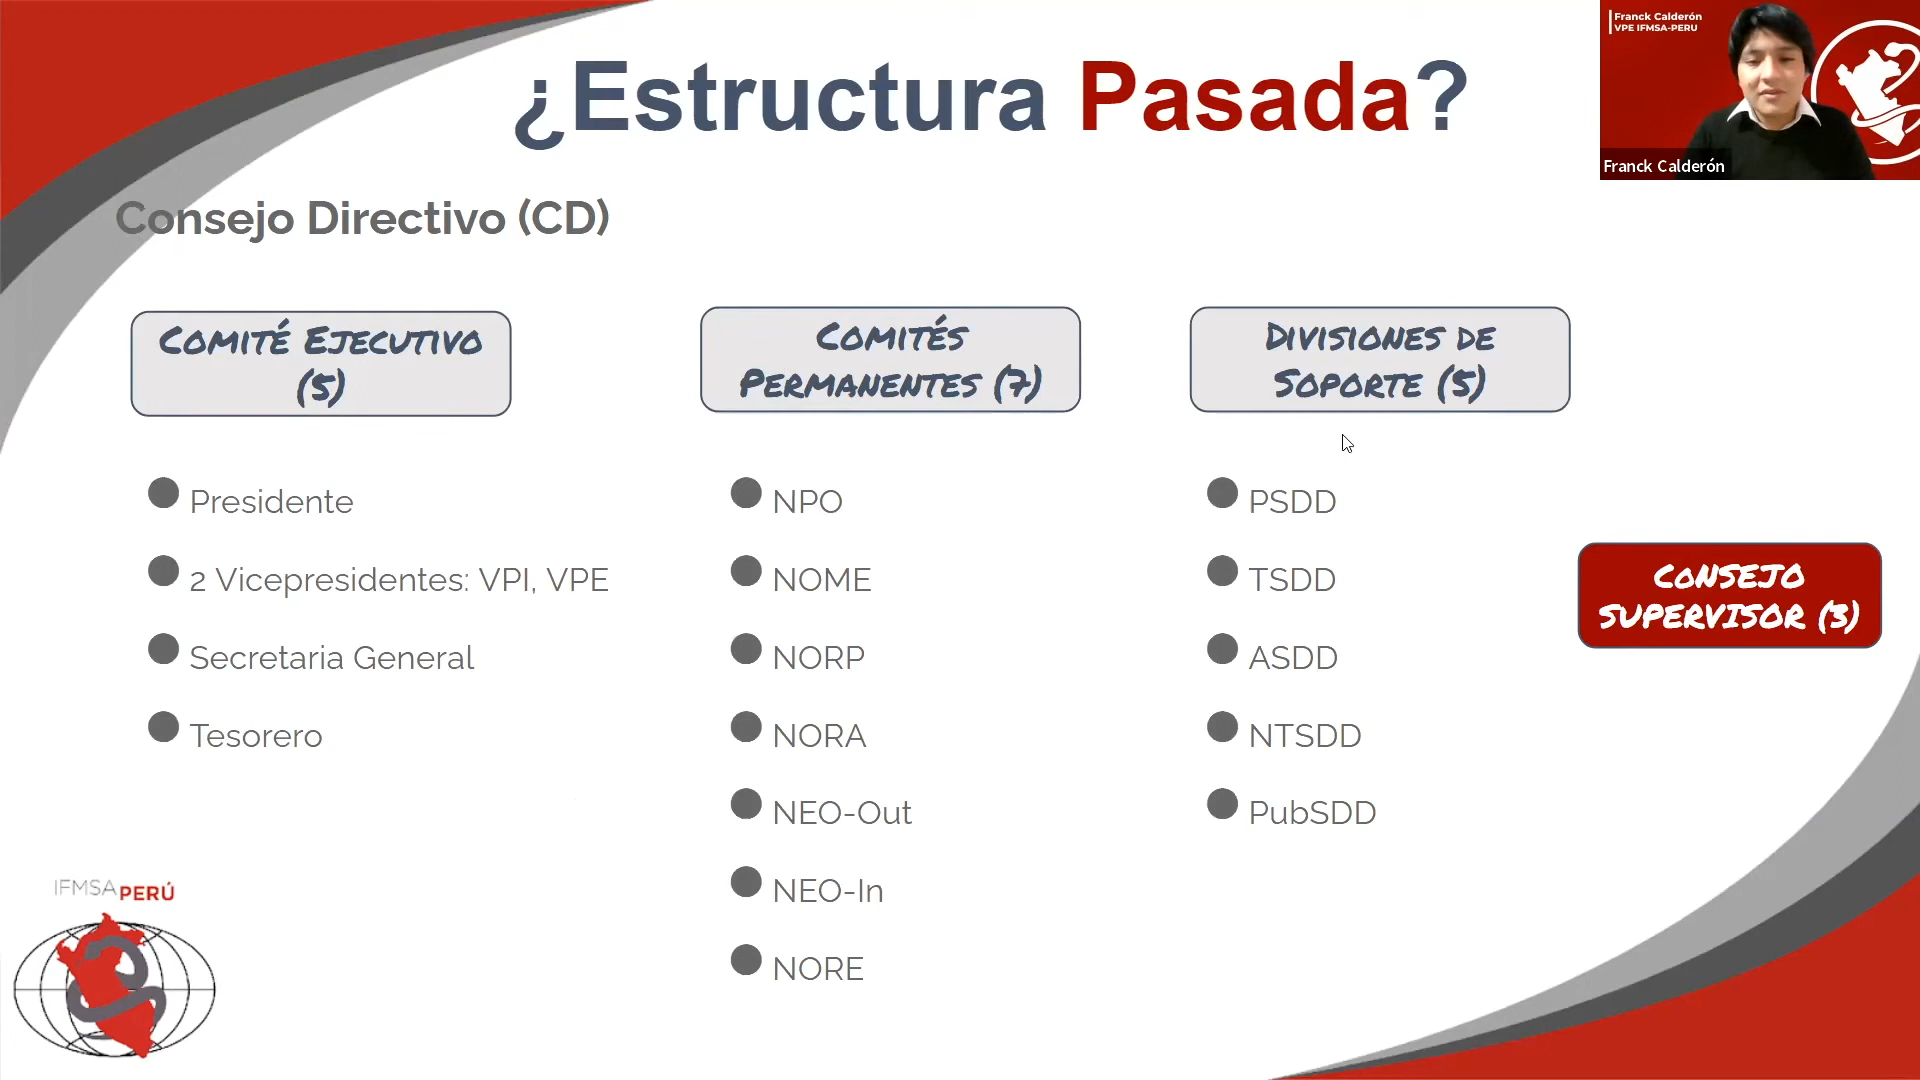 ¿Estructura Pasada?
Franck Calderón
VPE IFMSA-PERU
Franck Calderón
Consejo Directivo (CD)
COMITÉ EJECUTIVO
(5)
COMITÉS
PERMANENTES (7)
DIVISIONES DE
SOPORTE (5)
Presidente
2 Vicepresidentes: VPI, VPE
Secretaria General
Tesorero
NPO
NOME
NORP
NORA
NEO-Out
NEO-In
NORE
PSDD
TSDD
ASDD
NTSDD
PubSDD
CONSEJO
SUPERVISOR (3)
IFMSA PERÚ